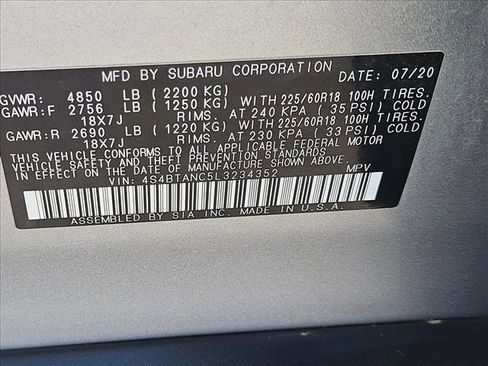 MFD BY SUBARU CORPORATION DATE: 07/20
GVWR: 4850 LB (2200 KG)
GAWR:F 2756 LB (1250 KG) WITH 225/60R18 100H TIRES.
18X7J RIMS. AT 240 KPA ( 35 PSI) COLD
GAWR:R 2690 LB (1220 KG) WITH 225/60R18 100H TIRES.
18X7J RIMS. AT 230 KPA ( 33 PSI) COLD
THIS VEHICLE CONFORMS TO ALL APPLICABLE FEDERAL MOTOR
VEHICLE SAFETY, BUMPER, AND THEFT PREVENTION STANDARDS
IN EFFECT ON THE DATE OF MANUFACTURE SHOWN ABOVE.
VIN: 4S4BTANC5L3234352 MPV
ASSEMBLED BY SIA INC. MADE IN U.S.A.